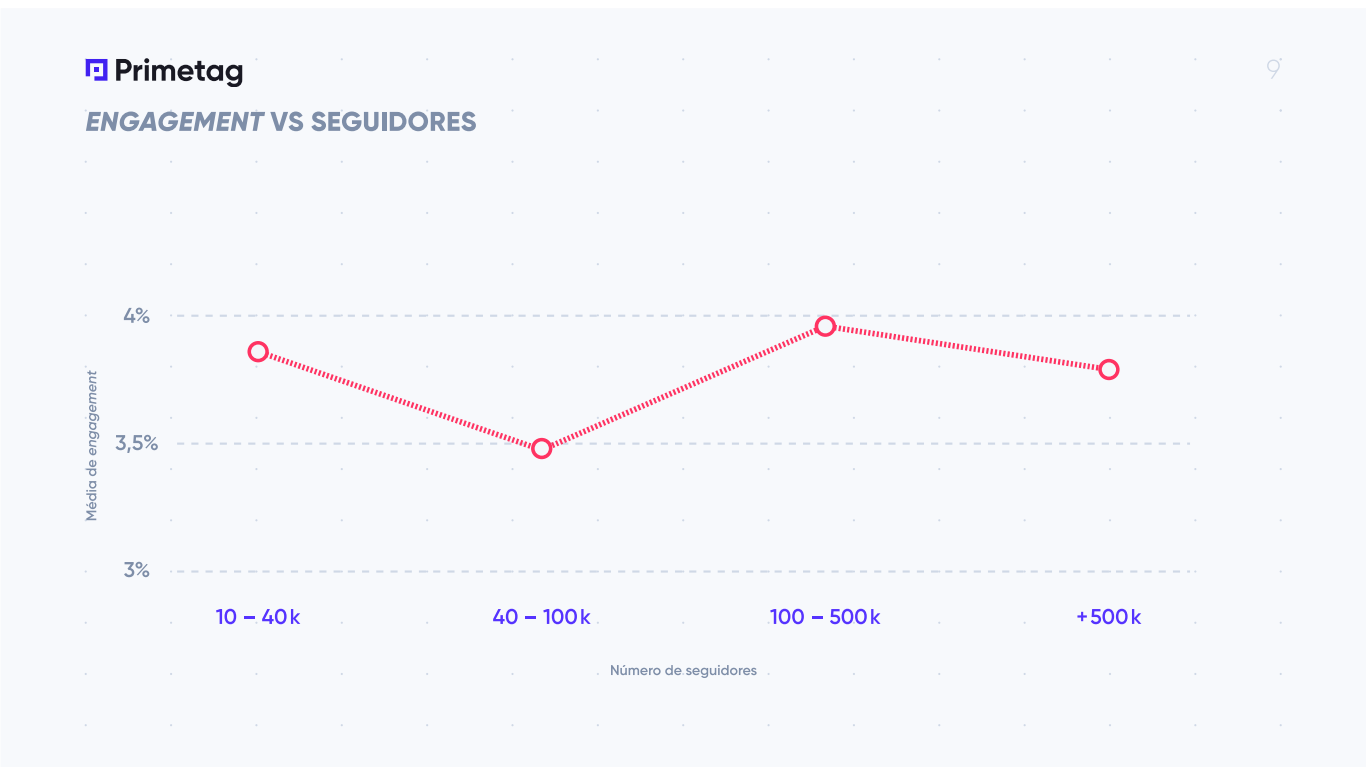 Primetag
9
ENGAGEMENT VS SEGUIDORES
4%
3,5%
3%
Média de engagement
10 – 40k
40 – 100k
100 – 500k
+500k
Número de seguidores